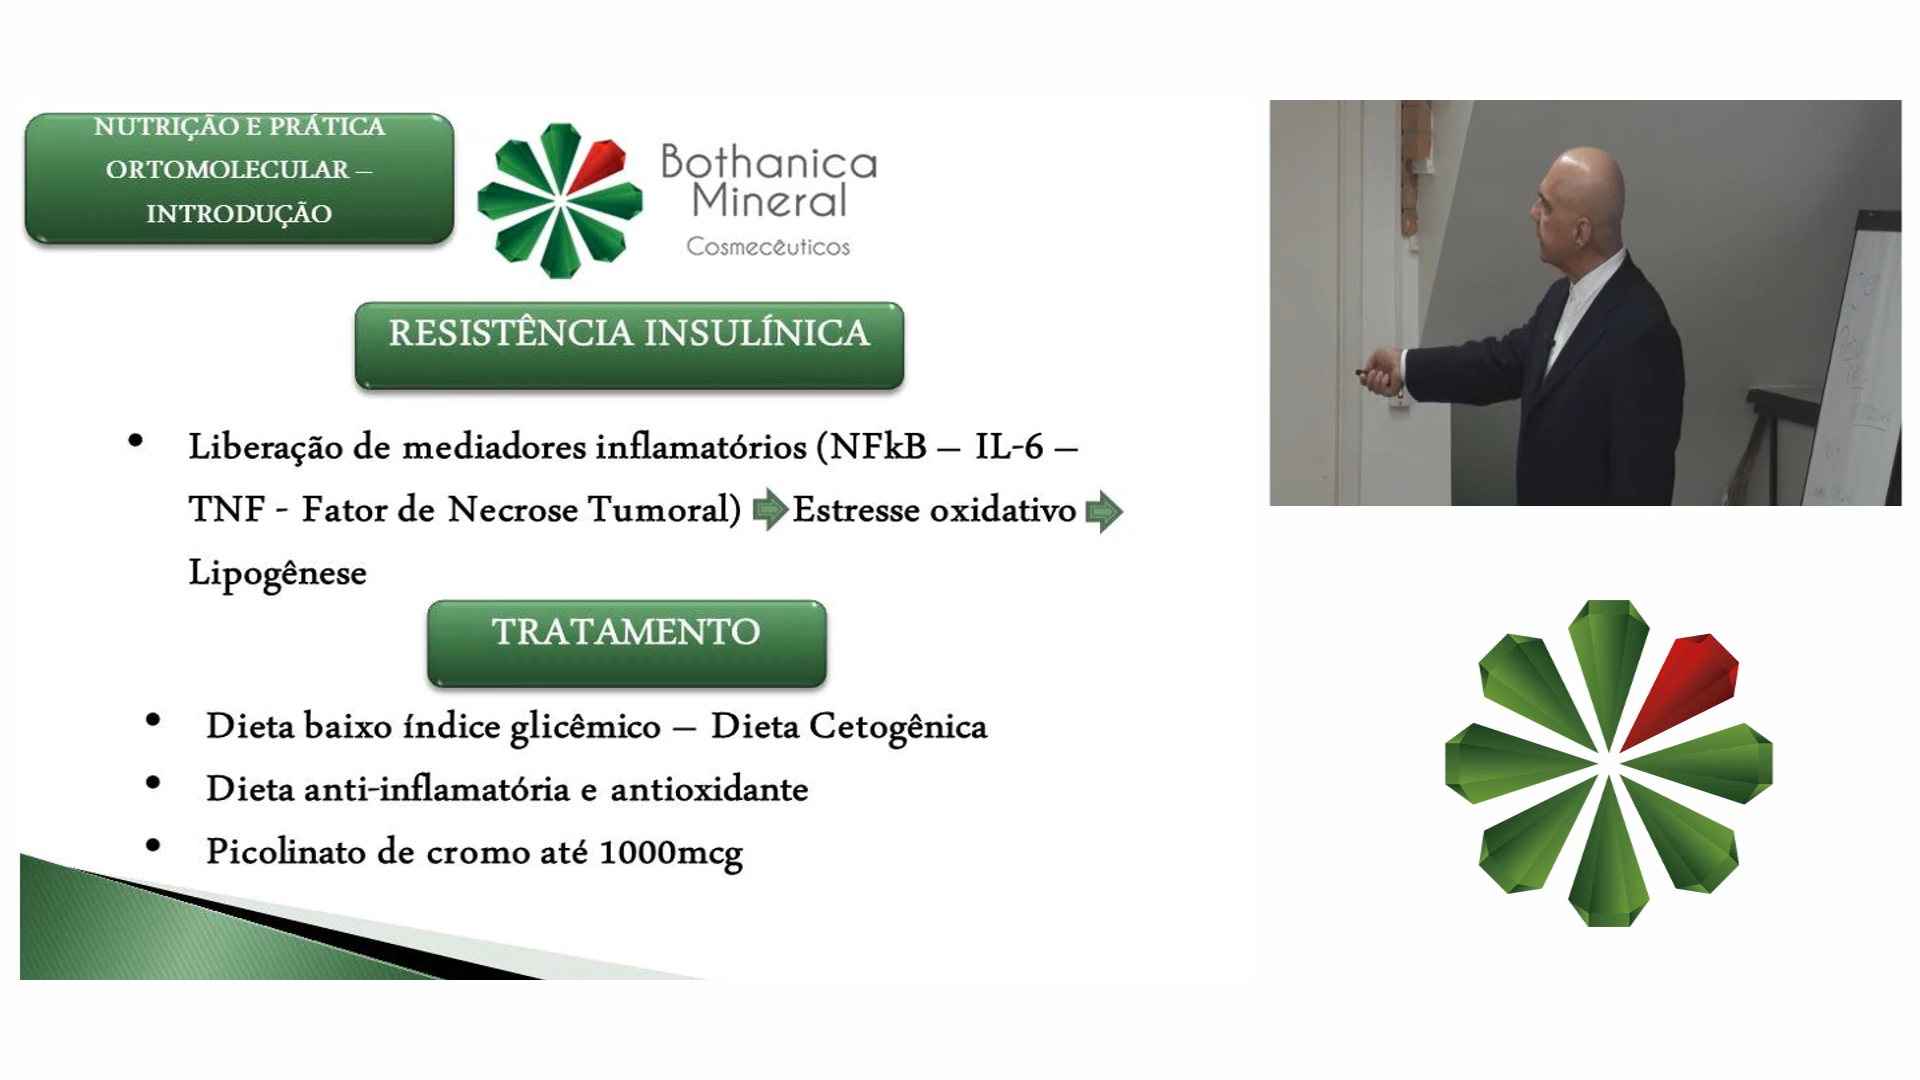 NUTRIÇÃO E PRÁTICA
ORTOMOLECULAR –
INTRODUÇÃO
Bothanica
Mineral
Cosmecêuticos
RESISTÊNCIA INSULÍNICA
• Liberação de mediadores inflamatórios (NFkB – IL-6 –
TNF - Fator de Necrose Tumoral) Estresse oxidativo
Lipogênese
TRATAMENTO
• Dieta baixo índice glicêmico – Dieta Cetogênica
• Dieta anti-inflamatória e antioxidante
• Picolinato de cromo até 1000mcg